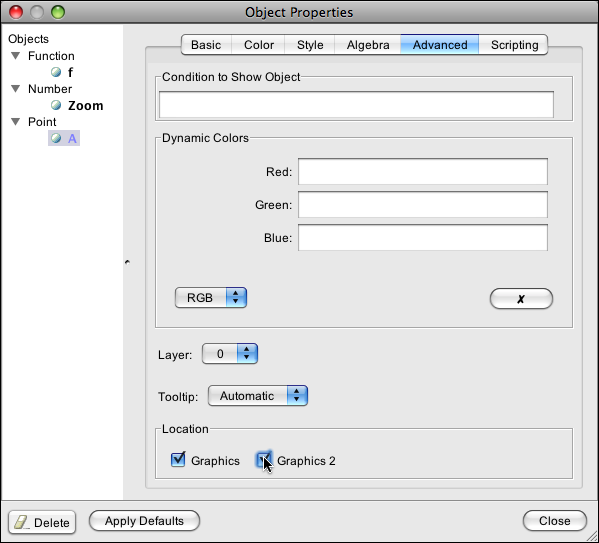 Object Properties
Objects
Function
f
Number
Zoom
Point
A
Basic Color Style Algebra Advanced Scripting
Condition to Show Object
Dynamic Colors
Red:
Green:
Blue:
RGB ✗
Layer: 0
Tooltip: Automatic
Location
Graphics Graphics 2
Delete Apply Defaults Close